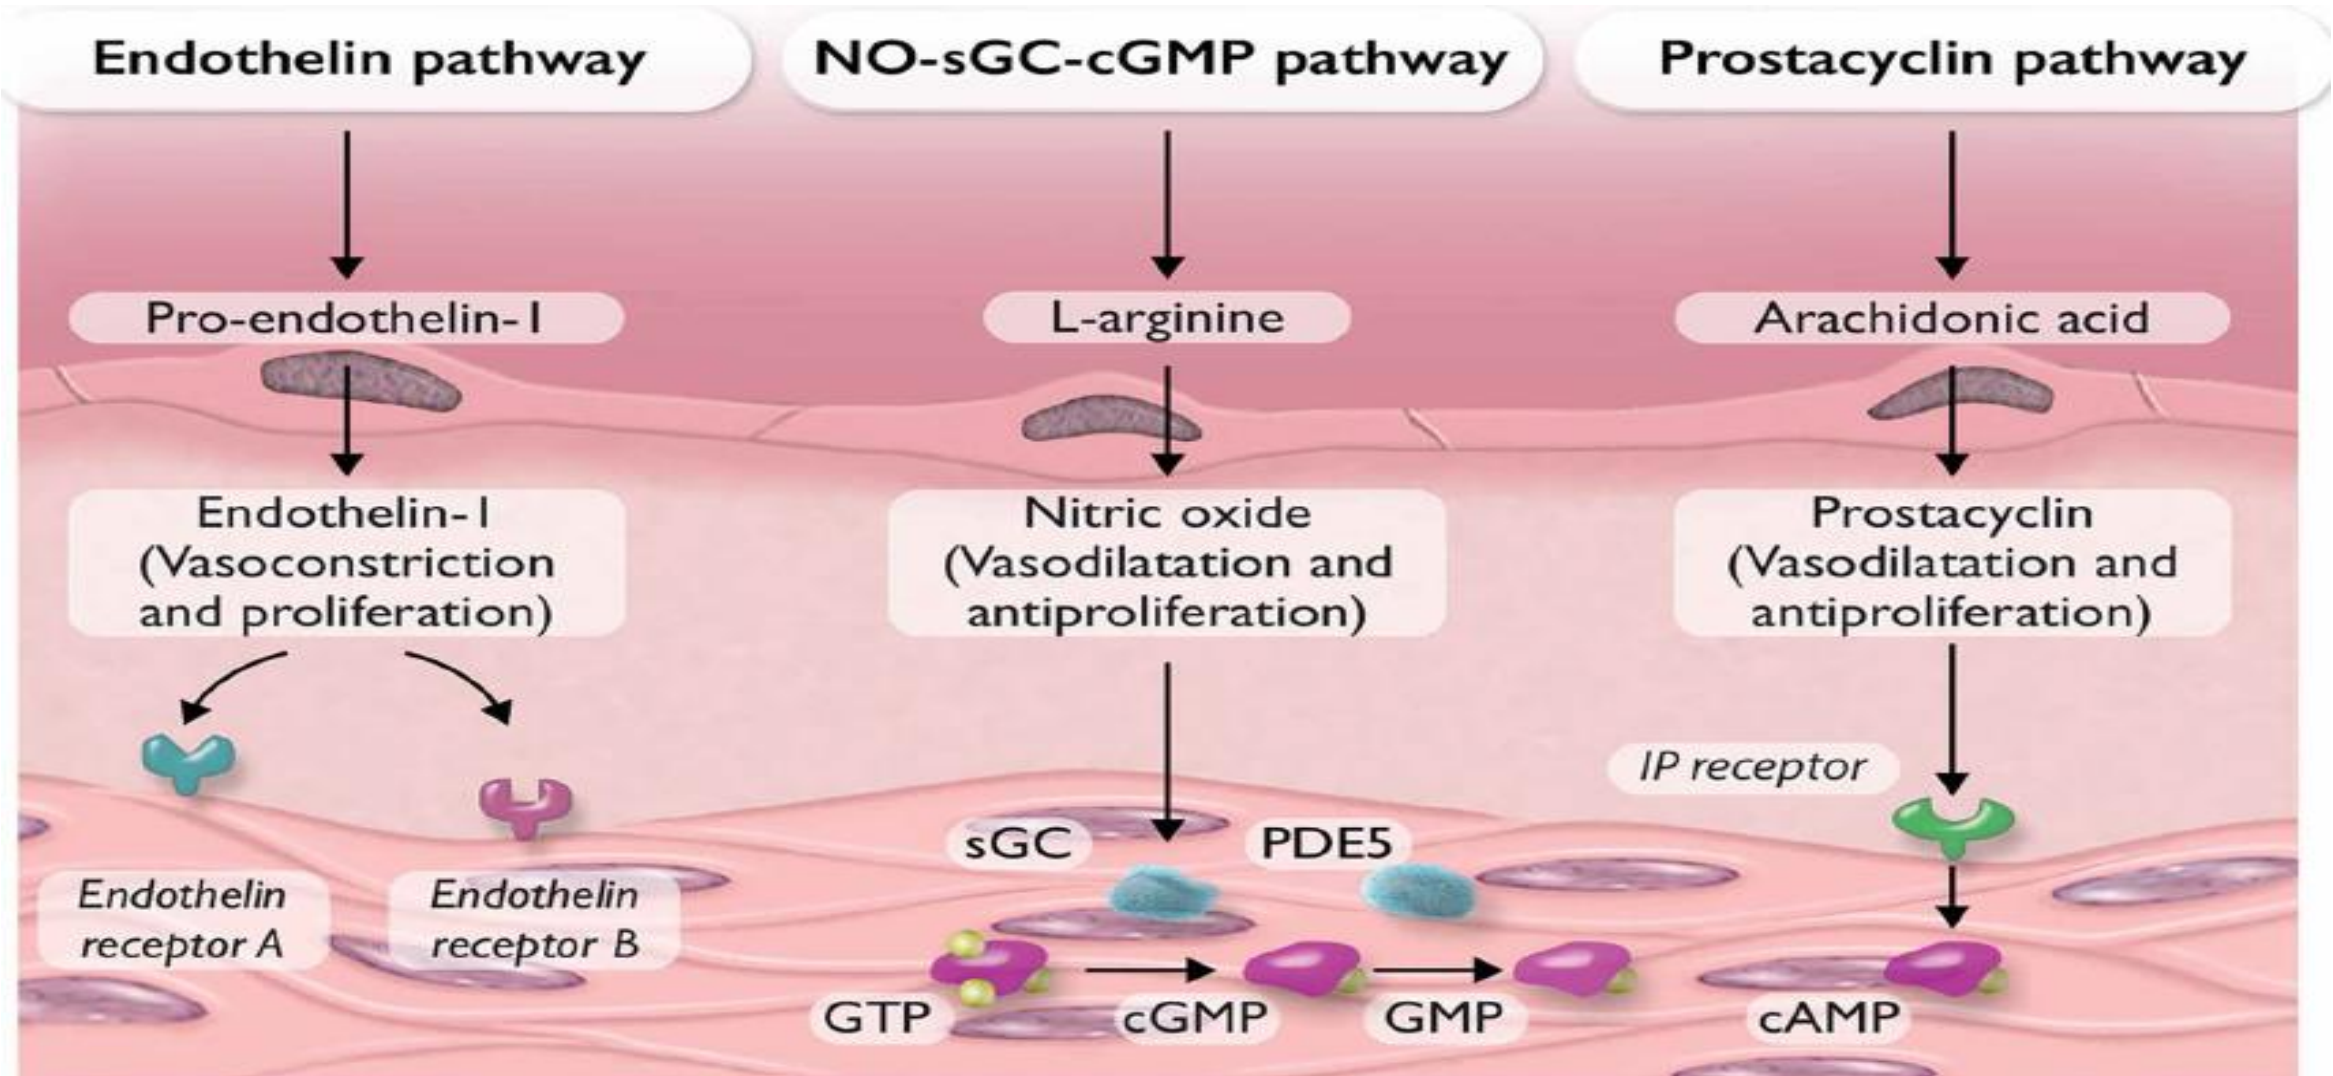 Endothelin pathway
NO-sGC-cGMP pathway
Prostacyclin pathway
Pro-endothelin-1
L-arginine
Arachidonic acid
Endothelin-1
(Vasoconstriction
and proliferation)
Nitric oxide
(Vasodilatation and
antiproliferation)
Prostacyclin
(Vasodilatation and
antiproliferation)
IP receptor
sGC
PDE5
Endothelin
receptor A
Endothelin
receptor B
GTP
cGMP
GMP
cAMP